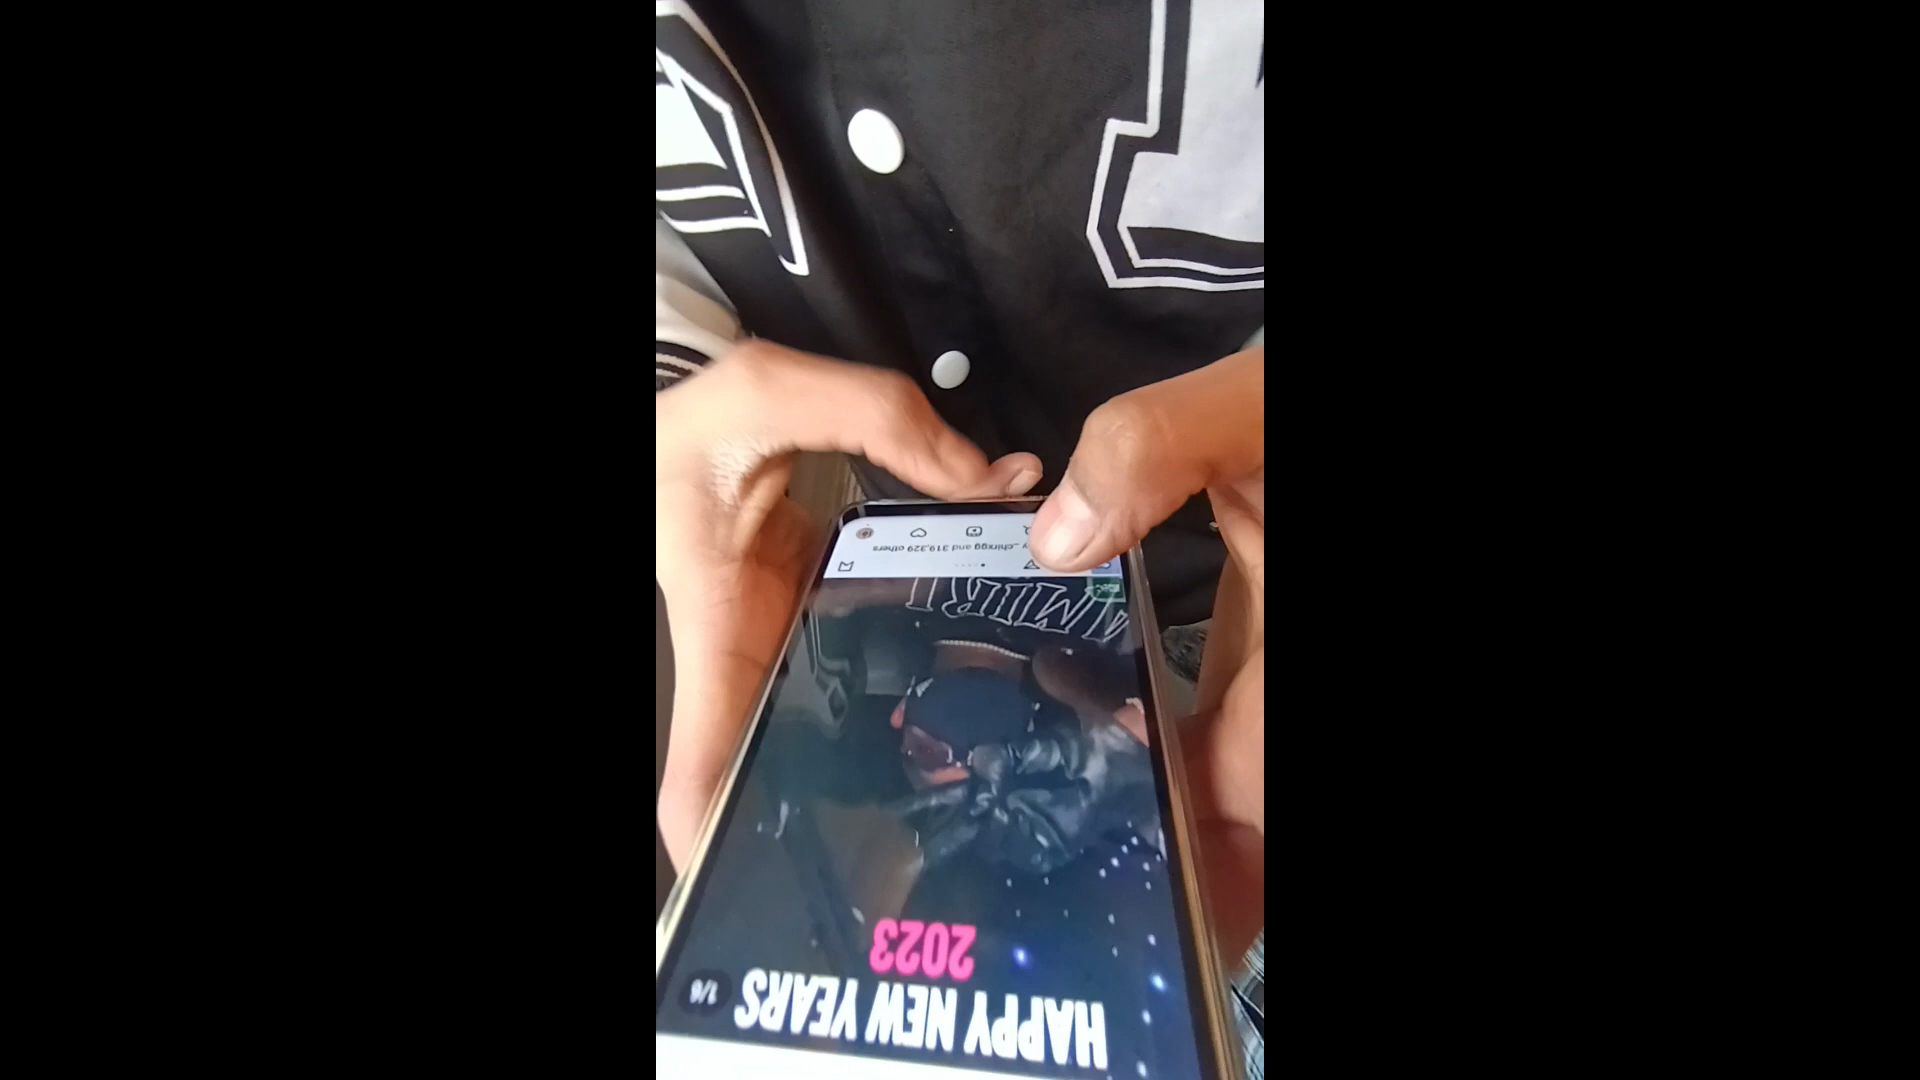 HAPPY NEW YEARS
2023
1/6
AMIRI
_chirxgg and 319,329 others